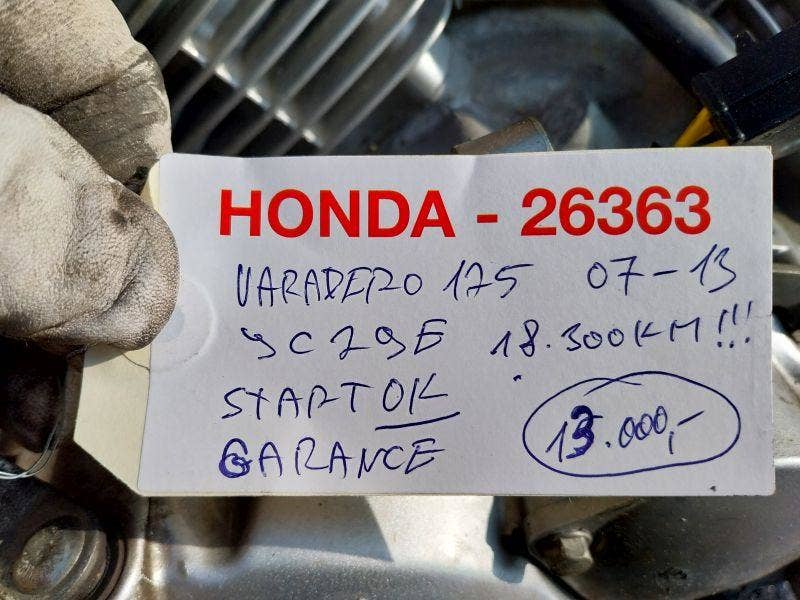 HONDA - 26363
VARADERO 125 07-13
JC29E 18.300KM!!!
START OK
GARANCE 13.000,-